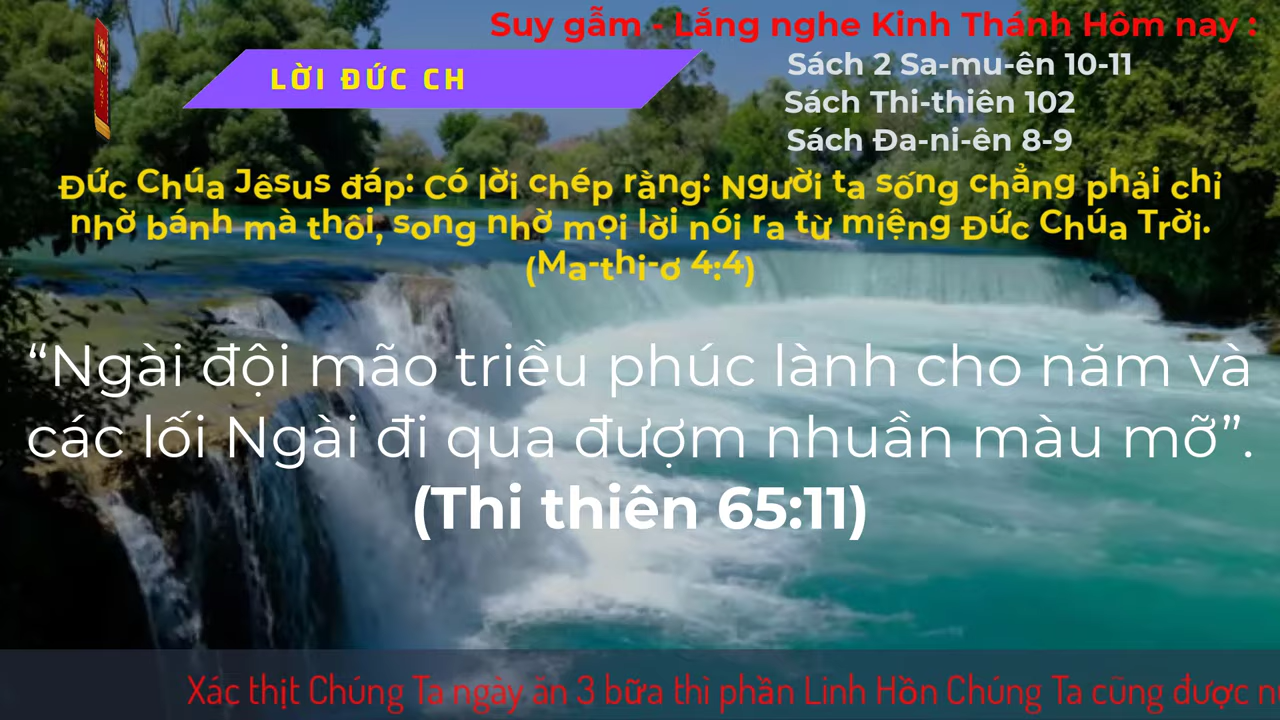 Suy gẫm - Lắng nghe Kinh Thánh Hôm nay :
LỜI ĐỨC CH
Sách 2 Sa-mu-ên 10-11
Sách Thi-thiên 102
Sách Đa-ni-ên 8-9
Đức Chúa Jêsus đáp: Có lời chép rằng: Người ta sống chẳng phải chỉ
nhờ bánh mà thôi, song nhờ mọi lời nói ra từ miệng Đức Chúa Trời.
(Ma-thi-ơ 4:4)
“Ngài đội mão triều phúc lành cho năm và
các lối Ngài đi qua đượm nhuần màu mỡ”.
(Thi thiên 65:11)
Xác thịt Chúng Ta ngày ăn 3 bữa thì phần Linh Hồn Chúng Ta cũng được